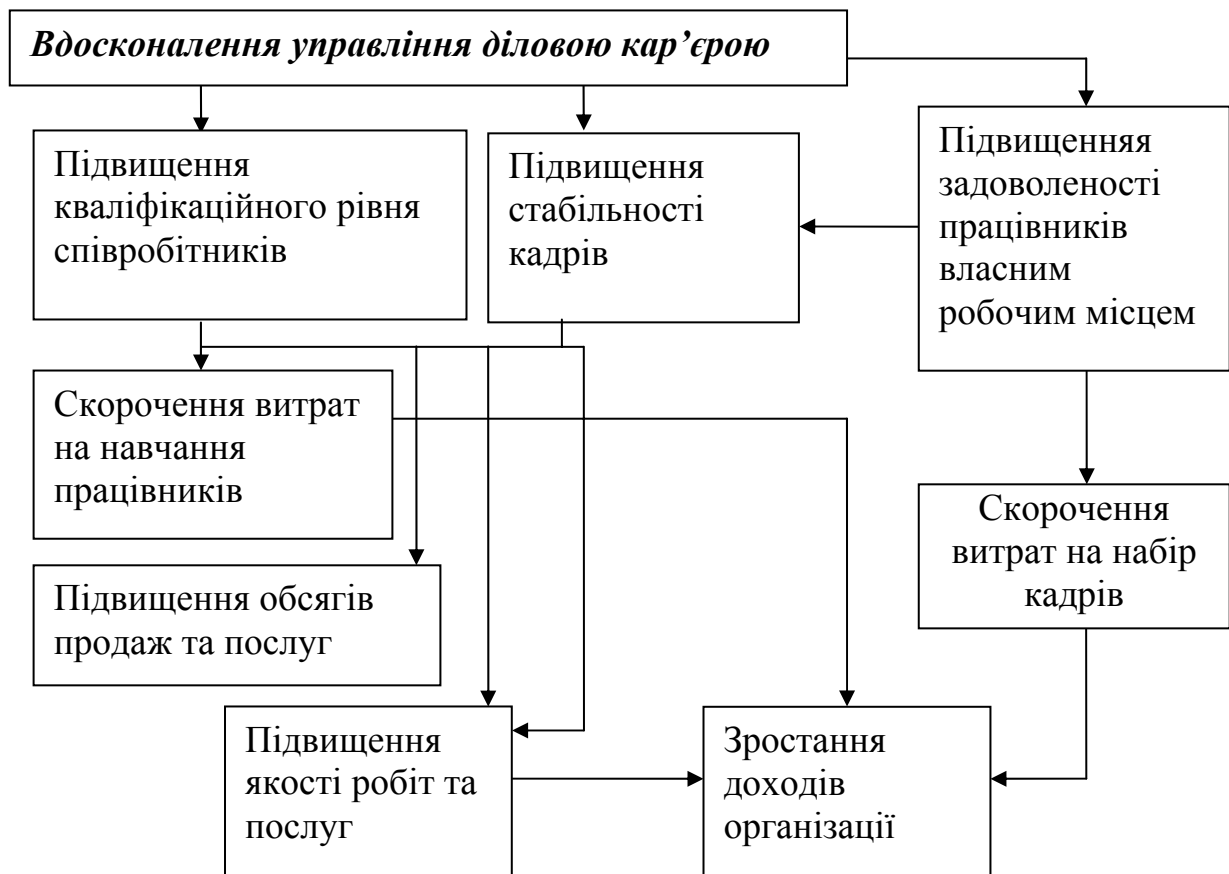 Вдосконалення управління діловою кар’єрою
Підвищення
кваліфікаційного рівня
співробітників
Підвищення
стабільності
кадрів
Підвищенняя
задоволеності
працівників
власним
робочим місцем
Скорочення витрат
на навчання
працівників
Скорочення
витрат на набір
кадрів
Підвищення обсягів
продаж та послуг
Підвищення
якості робіт та
послуг
Зростання
доходів
організації